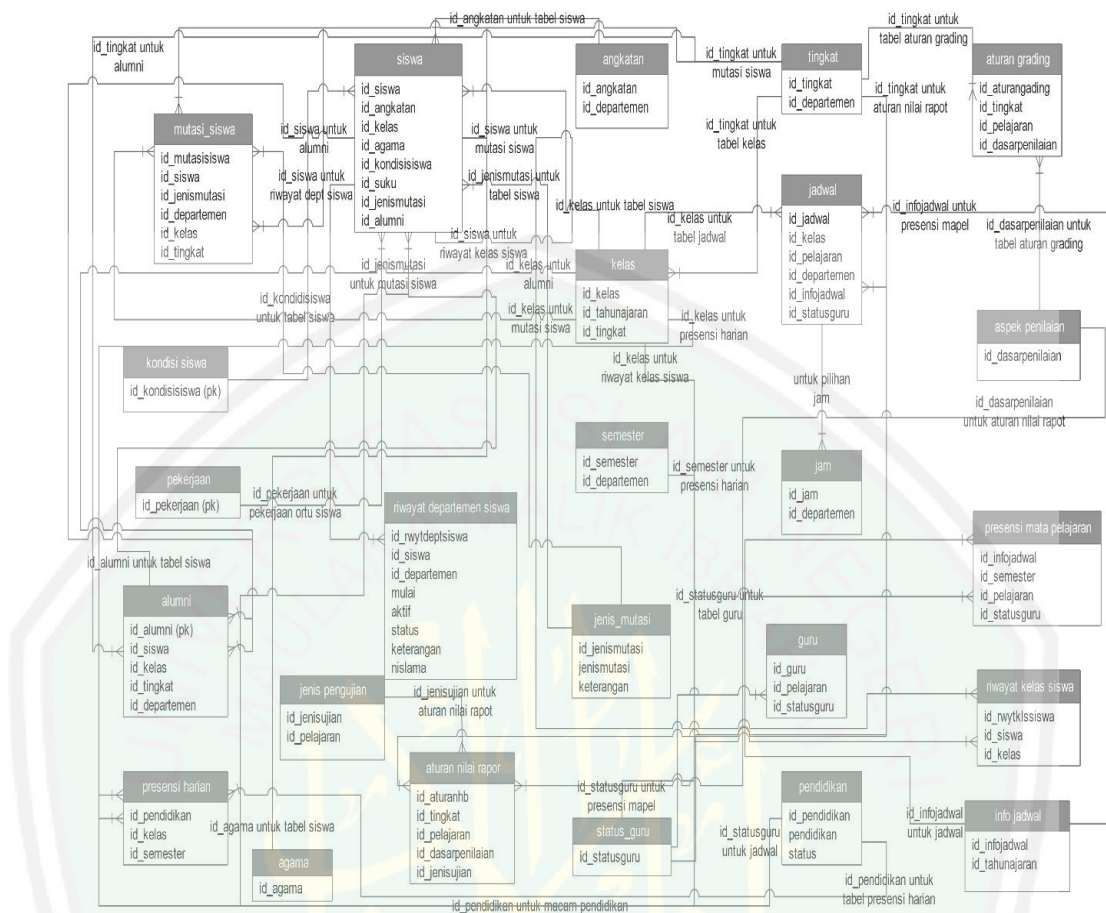 id_angkatan untuk tabel siswa
id_tingkat untuk
alumni
siswa
id_siswa
id_angkatan
id_kelas
id_agama
id_kondisisiswa
id_suku
id_jenismutasi
id_alumni
angkatan
id_angkatan
id_departemen
id_tingkat untuk
mutasi siswa
tingkat
id_tingkat
id_departemen
id_tingkat untuk
tabel aturan grading
aturan grading
id_aturangading
id_tingkat
id_pelajaran
id_dasarpenilaian
id_tingkat untuk
aturan nilai rapot
id_tingkat untuk
tabel kelas
mutasi_siswa
id_mutasisiswa
id_siswa
id_jenismutasi
id_departemen
id_kelas
id_tingkat
id_siswa untuk
alumni
id_siswa untuk
riwayat dept siswa
id_siswa untuk
mutasi siswa
id_jenismutasi untuk
tabel siswa
id_kelas untuk tabel siswa
id_siswa untuk
riwayat kelas siswa
id_kelas untuk
tabel jadwal
jadwal
id_jadwal
id_kelas
id_pelajaran
id_departemen
id_infojadwal
id_statusguru
id_infojadwal untuk
presensi mapel
id_dasarpenilaian untuk
tabel aturan grading
id_jenismutasi
untuk mutasi siswa
id_kelas untuk
alumni
kelas
id_kelas
id_tahunajaran
id_tingkat
id_kondidisiswa
untuk tabel siswa
id_kelas untuk
mutasi siswa
id_kelas untuk
presensi harian
id_kelas untuk
riwayat kelas siswa
aspek penilaian
id_dasarpenilaian
kondisi siswa
id_kondisisiswa (pk)
untuk pilihan
jam
id_dasarpenilaian
untuk aturan nilai rapot
semester
id_semester
id_departemen
id_semester untuk
presensi harian
jam
id_jam
id_departemen
pekerjaan
id_pekerjaan (pk)
id_pekerjaan untuk
pekerjaan ortu siswa
riwayat departemen siswa
id_rwytdeptsiswa
id_siswa
id_departemen
mulai
aktif
status
keterangan
nislama
presensi mata pelajaran
id_infojadwal
id_semester
id_pelajaran
id_statusguru
id_alumni untuk tabel siswa
alumni
id_alumni (pk)
id_siswa
id_kelas
id_tingkat
id_departemen
id_statusguru untuk
tabel guru
jenis_mutasi
id_jenismutasi
jenismutasi
keterangan
guru
id_guru
id_pelajaran
id_statusguru
riwayat kelas siswa
id_rwytklssiswa
id_siswa
id_kelas
jenis pengujian
id_jenisujian
id_pelajaran
id_jenisujian untuk
aturan nilai rapot
aturan nilai rapor
id_aturanhb
id_tingkat
id_pelajaran
id_dasarpenilaian
id_jenisujian
presensi harian
id_pendidikan
id_kelas
id_semester
id_agama untuk tabel siswa
agama
id_agama
id_statusguru untuk
presensi mapel
status_guru
id_statusguru
id_statusguru
untuk jadwal
pendidikan
id_pendidikan
pendidikan
status
id_infojadwal
untuk jadwal
info jadwal
id_infojadwal
id_tahunajaran
id_pendidikan untuk
tabel presensi harian
id_pendidikan untuk macam pendidikan